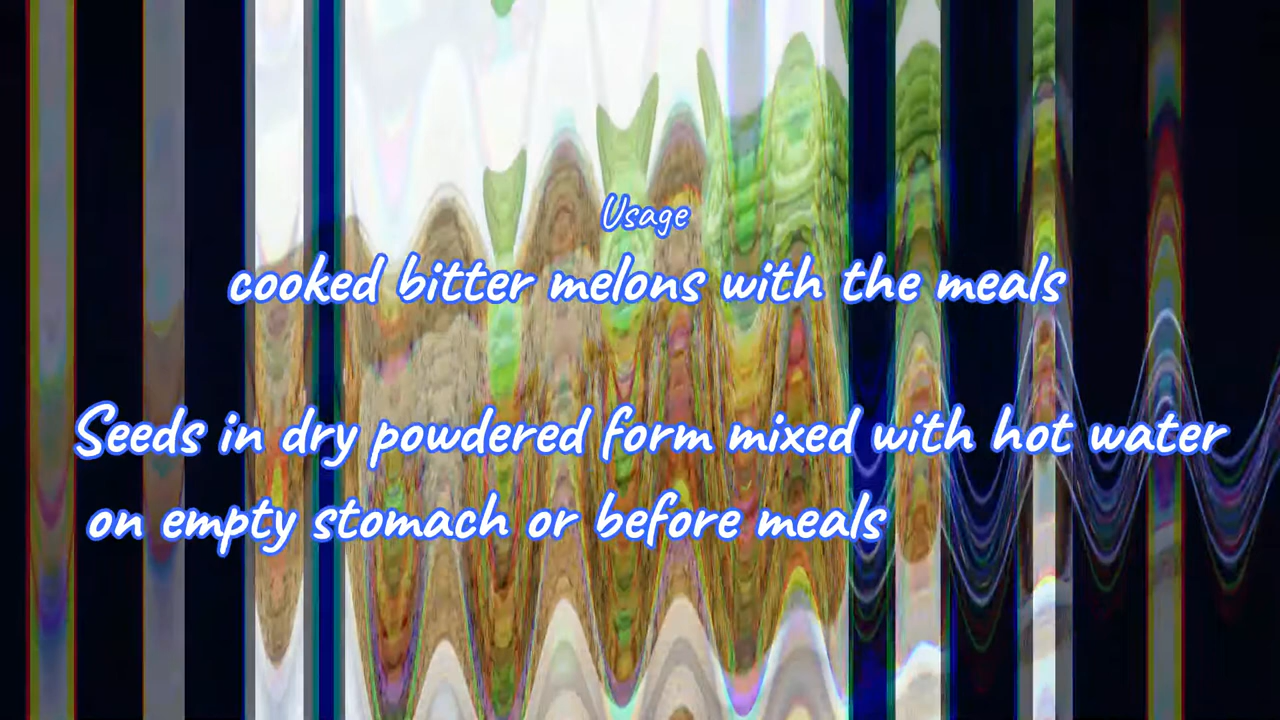 Usage
cooked bitter melons with the meals
Seeds in dry powdered form mixed with hot water
on empty stomach or before meals